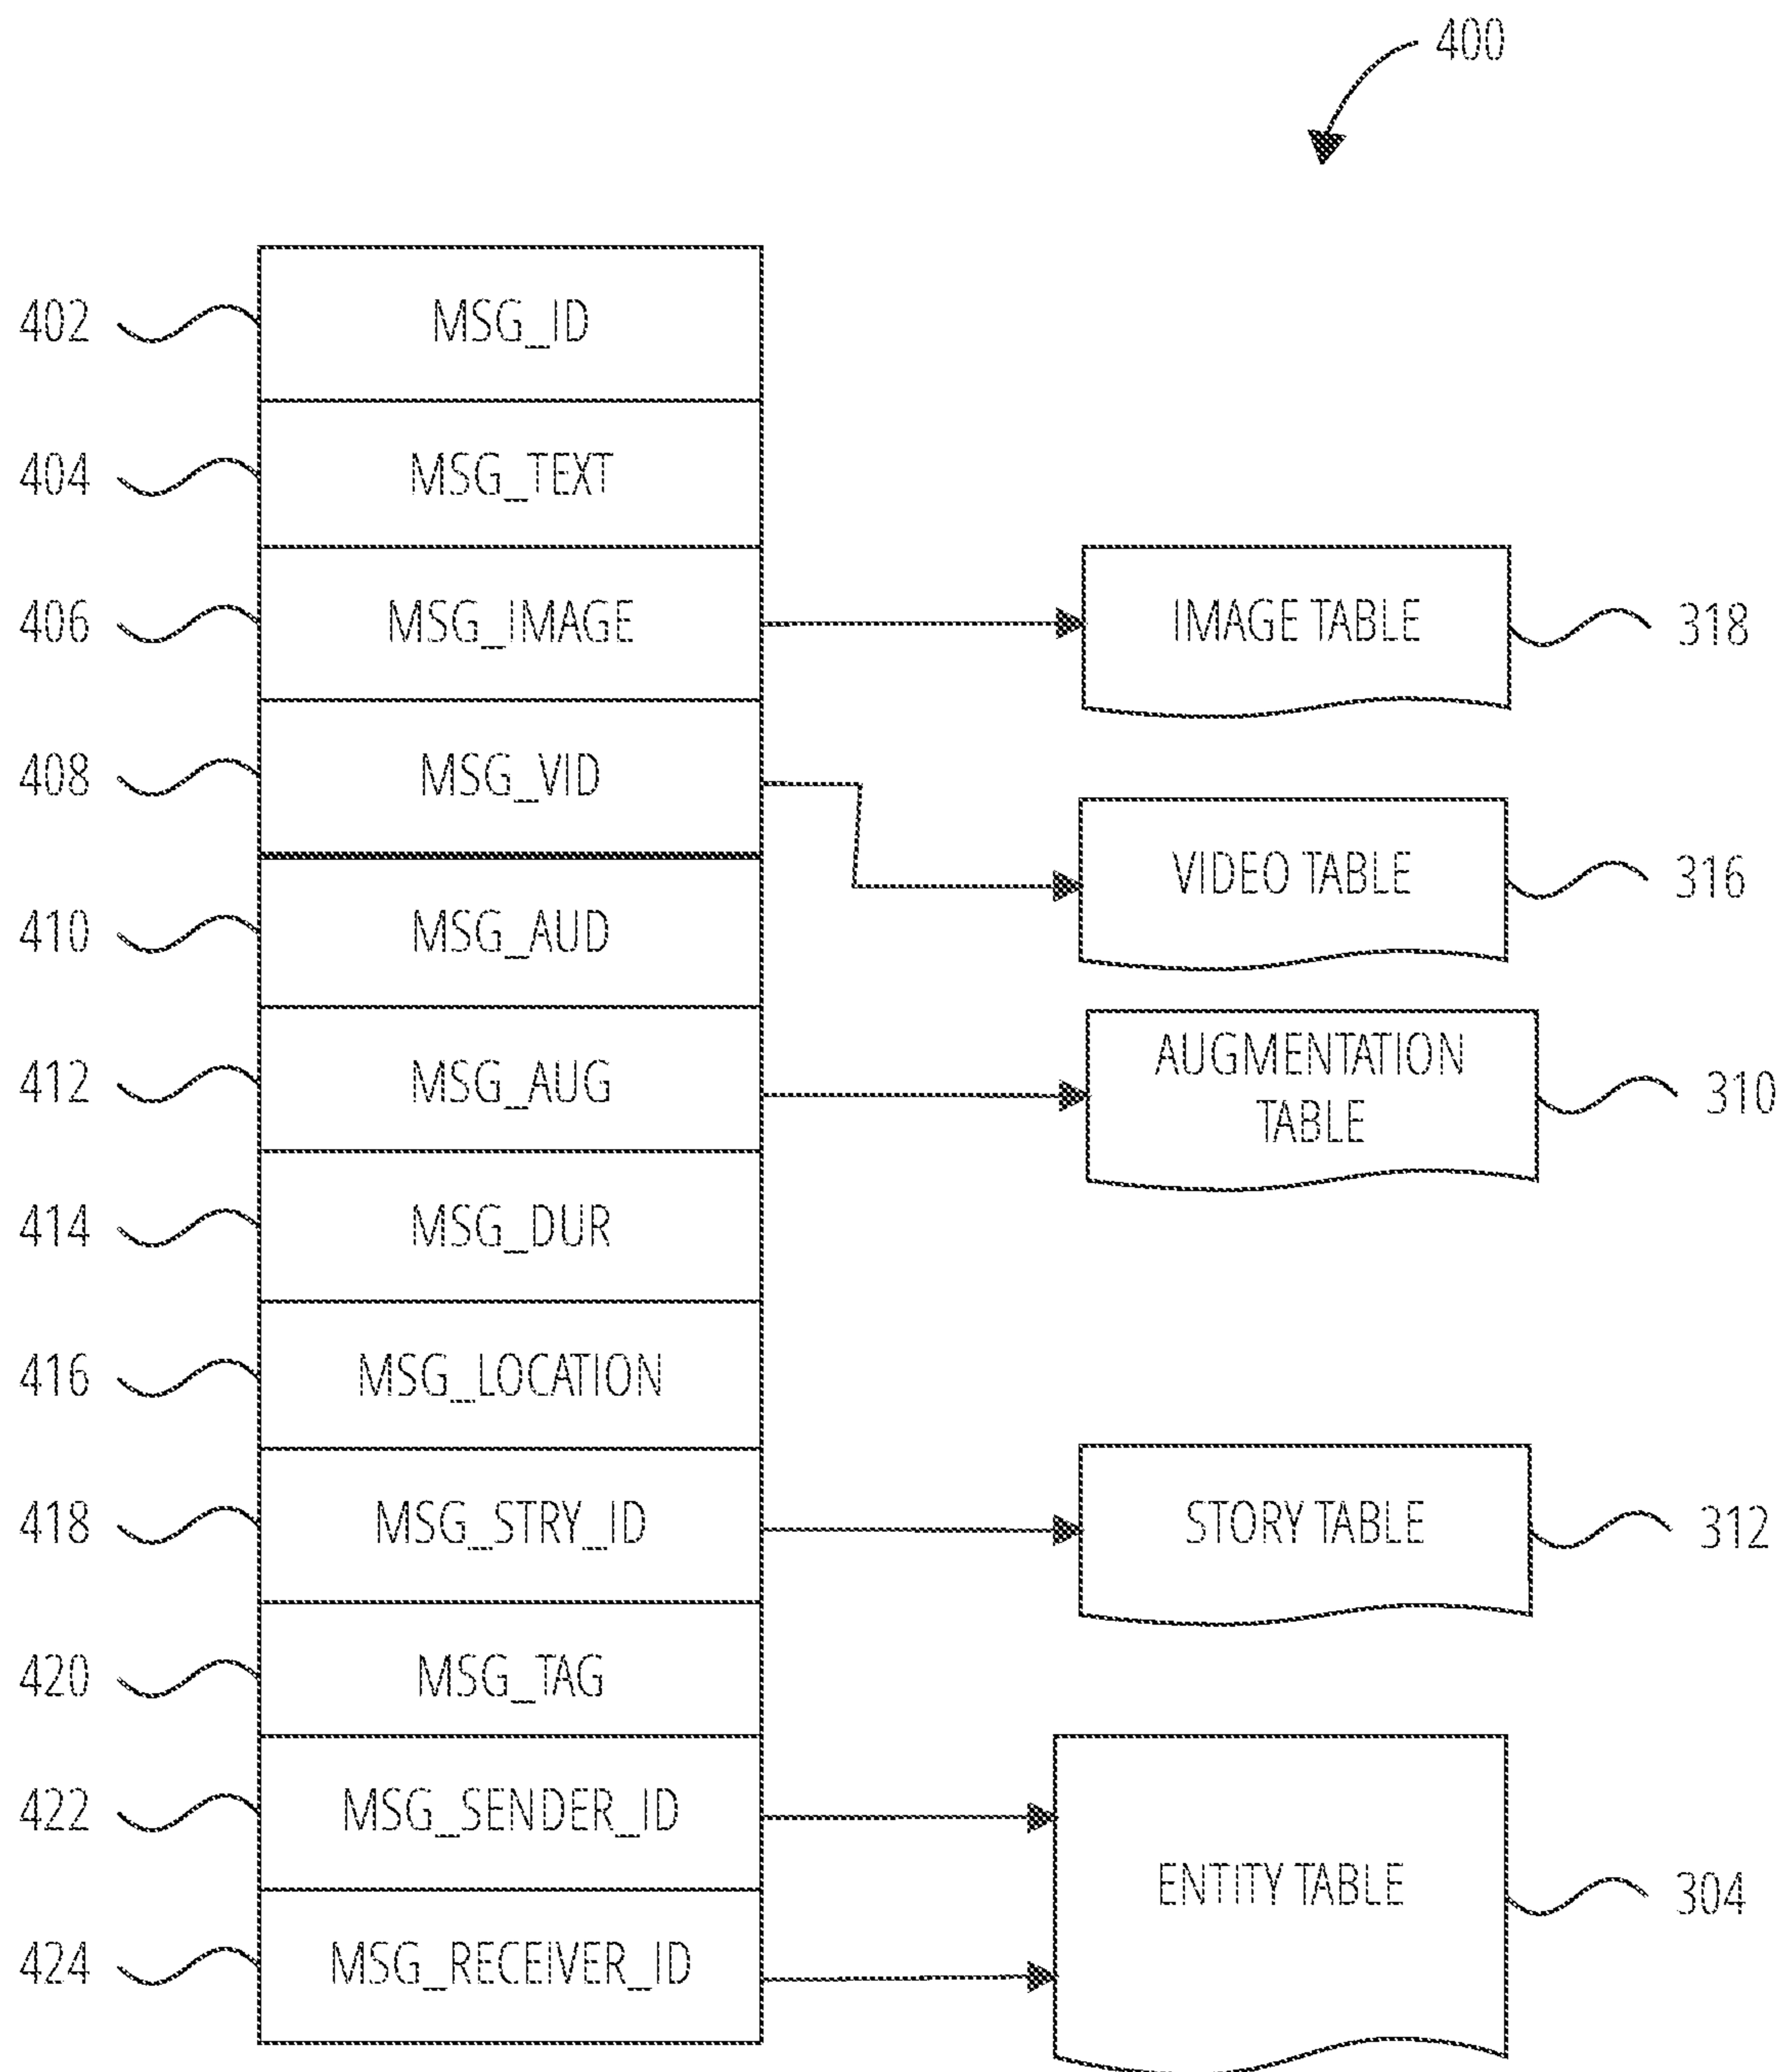 400
402 MSG_ID
404 MSG_TEXT
406 MSG_IMAGE IMAGE TABLE 318
408 MSG_VID VIDEO TABLE 316
410 MSG_AUD
412 MSG_AUG AUGMENTATION
TABLE 310
414 MSG_DUR
416 MSG_LOCATION
418 MSG_STRY_ID STORY TABLE 312
420 MSG_TAG
422 MSG_SENDER_ID
ENTITY TABLE 304
424 MSG_RECEIVER_ID